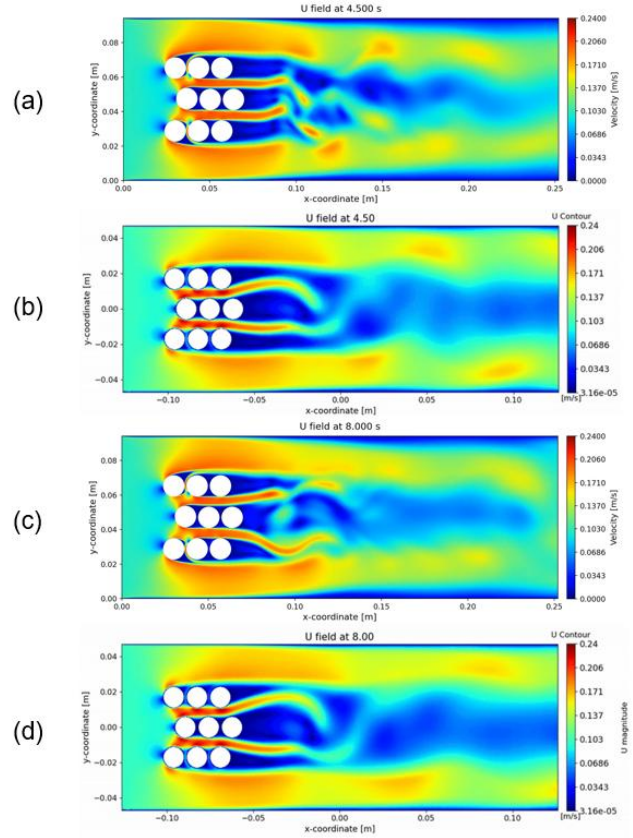 U field at 4.500 s
(a)
y-coordinate [m]
0.08
0.06
0.04
0.02
0.00
0.00 0.05 0.10 0.15 0.20 0.25
x-coordinate [m]
0.2400
0.2057
0.1714
0.1371
0.1030
0.0686
0.0343
0.0000
Velocity [m/s]
U field at 4.50
U Contour
(b)
y-coordinate [m]
0.04
0.02
0.00
−0.02
−0.04
−0.10 −0.05 0.00 0.05 0.10
x-coordinate [m]
0.24
0.206
0.171
0.137
0.103
0.0686
0.0343
3.16e-05
[m/s]
U field at 8.000 s
(c)
y-coordinate [m]
0.08
0.06
0.04
0.02
0.00
0.00 0.05 0.10 0.15 0.20 0.25
x-coordinate [m]
0.2400
0.2057
0.1714
0.1371
0.1030
0.0686
0.0343
0.0000
Velocity [m/s]
U field at 8.00
U Contour
(d)
y-coordinate [m]
0.04
0.02
0.00
−0.02
−0.04
−0.10 −0.05 0.00 0.05 0.10
x-coordinate [m]
0.24
0.206
0.171
0.137
0.103
0.0686
0.0343
3.16e-05
[m/s]
U magnitude